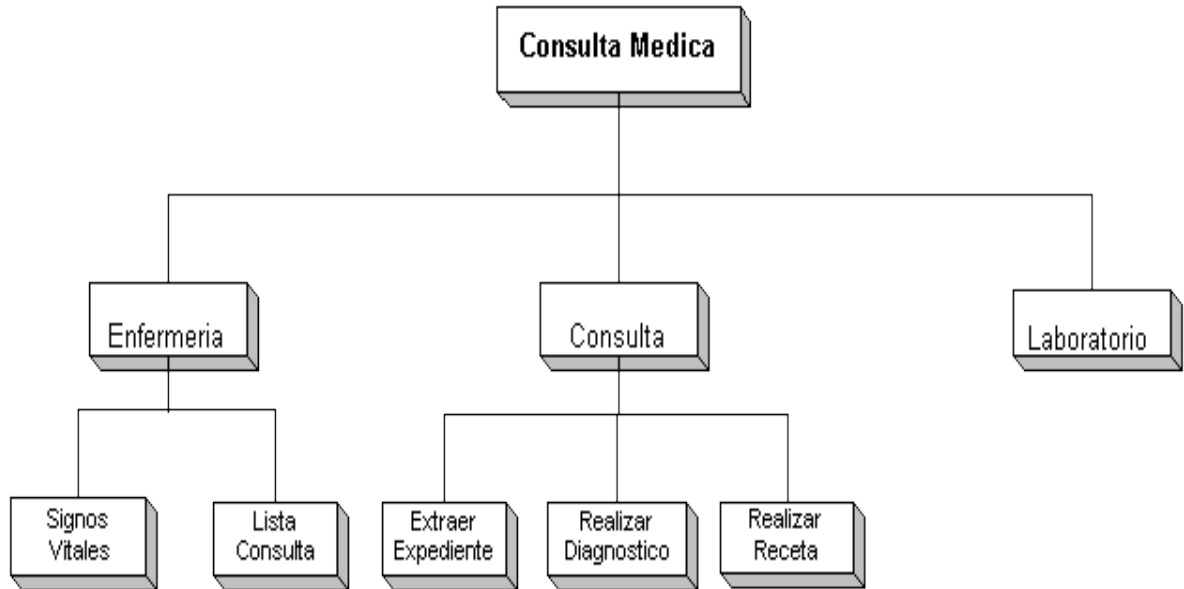 Consulta Medica
Enfermeria
Consulta
Laboratorio
Signos
Vitales
Lista
Consulta
Extraer
Expediente
Realizar
Diagnostico
Realizar
Receta